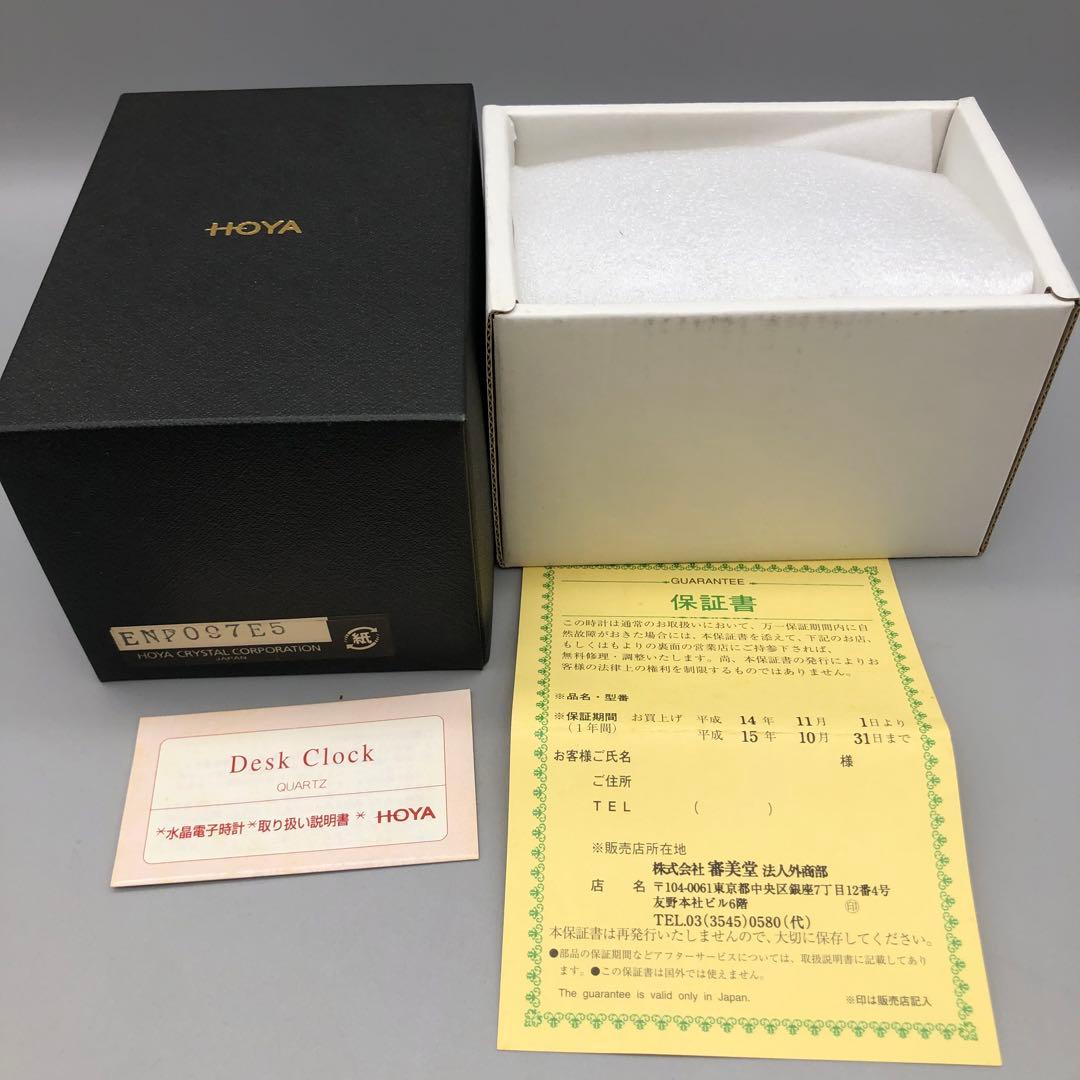 HOYA
ENP097E5
HOYA CRYSTAL CORPORATION
JAPAN
紙
Desk Clock
QUARTZ
*水晶電子時計*取り扱い説明書* HOYA
GUARANTEE
保証書
この時計は通常のお取扱いにおいて、万一保証期間内に自
然故障がおきた場合には、本保証書を添えて、下記のお店、
もしくはもよりの裏面の営業店にご持参下されば、
無料修理・調整いたします。尚、本保証書の発行によりお
客様の法律上の権利を制限するものではありません。
※品名・型番
※保証期間 お買上げ 平成 14年 11月 1日より
(1年間) 平成 15年 10月 31日まで
お客様ご氏名 様
ご住所
TEL ( )
※販売店所在地
株式会社 審美堂 法人外商部
店 名 〒104-0061東京都中央区銀座7丁目12番4号
友野本社ビル6階 印
TEL.03(3545)0580(代)
本保証書は再発行いたしませんので、大切に保存してください。
●部品の保証期間などアフターサービスについては、取扱説明書に記載してあり
ます。●この保証書は国外では使えません。
The guarantee is valid only in Japan. ※印は販売店記入